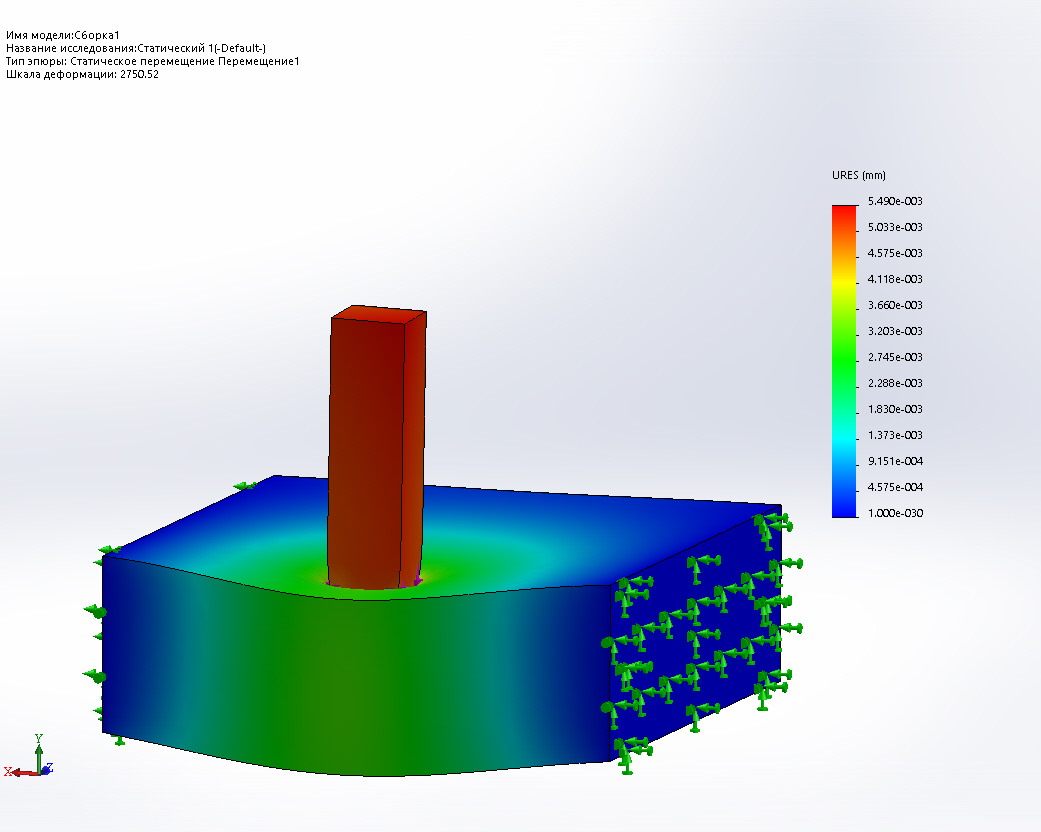 Имя модели:Сборка1
Название исследования:Статический 1(-Default-)
Тип эпюры: Статическое перемещение Перемещение1
Шкала деформации: 2750.52
URES (mm)
5.490e-003
5.033e-003
4.575e-003
4.118e-003
3.660e-003
3.203e-003
2.745e-003
2.288e-003
1.830e-003
1.373e-003
9.151e-004
4.575e-004
1.000e-030
Y
X
Z